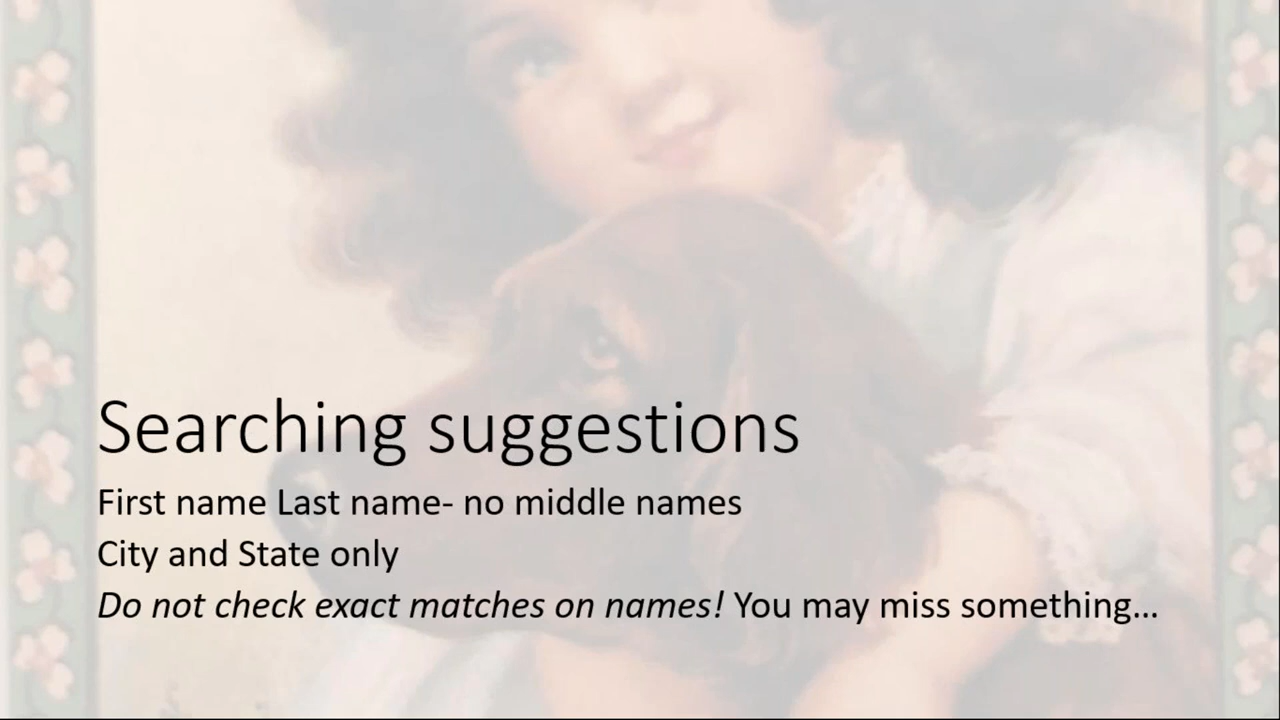 Searching suggestions
First name Last name- no middle names
City and State only
Do not check exact matches on names! You may miss something…